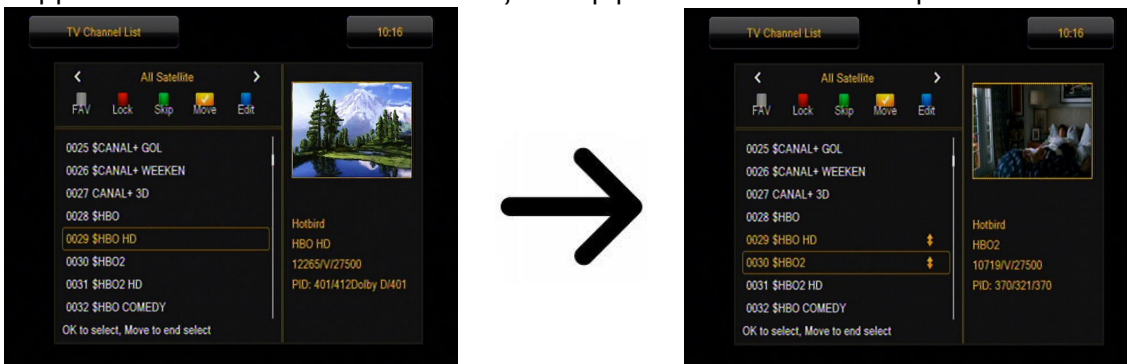 TV Channel List
10:16
All Satellite
FAV Lock Skip Move Edit
0025 $CANAL+ GOL
0026 $CANAL+ WEEKEN
0027 CANAL+ 3D
0028 $HBO
0029 $HBO HD
0030 $HBO2
0031 $HBO2 HD
0032 $HBO COMEDY
OK to select, Move to end select
Hotbird
HBO HD
12265/V/27500
PID: 401/412Dolby D/401
TV Channel List
10:16
All Satellite
FAV Lock Skip Move Edit
0025 $CANAL+ GOL
0026 $CANAL+ WEEKEN
0027 CANAL+ 3D
0028 $HBO
0029 $HBO HD
0030 $HBO2
0031 $HBO2 HD
0032 $HBO COMEDY
OK to select, Move to end select
Hotbird
HBO2
10719/V/27500
PID: 370/321/370